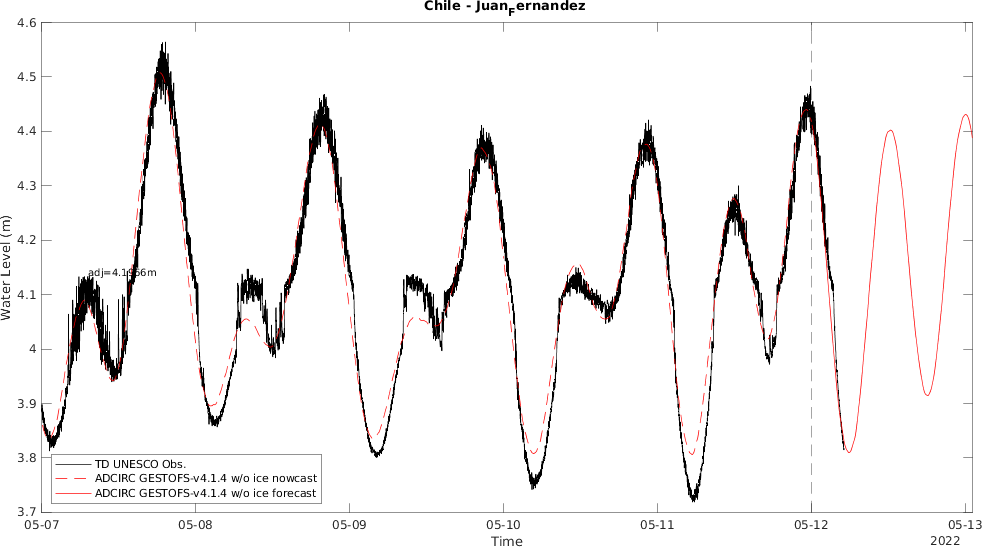 Chile - JuanFernandez
4.6
4.5
4.4
4.3
4.2
4.1
4
3.9
3.8
3.7
Water Level (m)
adj=4.1966m
TD UNESCO Obs.
ADCIRC GESTOFS-v4.1.4 w/o ice nowcast
ADCIRC GESTOFS-v4.1.4 w/o ice forecast
05-07 05-08 05-09 05-10 05-11 05-12 05-13
Time
2022